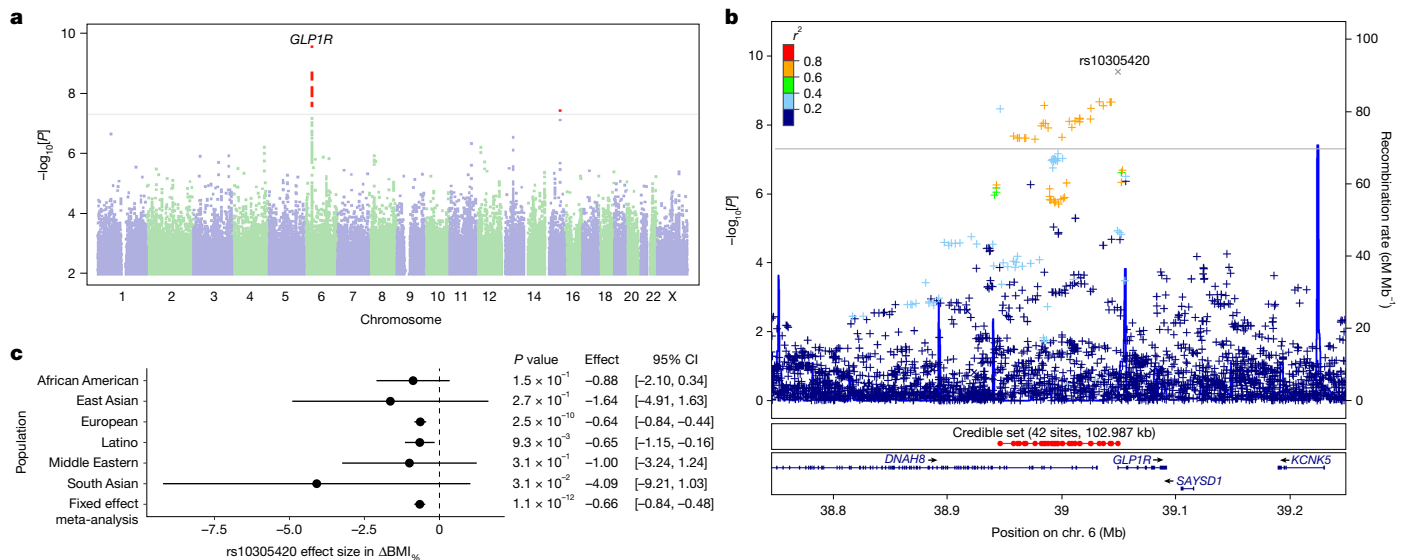 a
10
8
6
4
2
−log₁₀[P]
GLP1R
1 2 3 4 5 6 7 8 9 10 11 12 14 16 18 20 22 X
Chromosome
b
r²
0.8
0.6
0.4
0.2
rs10305420
10
8
6
4
2
0
−log₁₀[P]
100
80
60
40
20
0
Recombination rate (cM Mb⁻¹)
Credible set (42 sites, 102.987 kb)
DNAH8
GLP1R
KCNK5
SAYSD1
38.8 38.9 39 39.1 39.2
Position on chr. 6 (Mb)
c
P value Effect 95% CI
African American 1.5 × 10⁻¹ −0.88 [−2.10, 0.34]
East Asian 2.7 × 10⁻¹ −1.64 [−4.91, 1.63]
European 2.5 × 10⁻¹⁰ −0.64 [−0.84, −0.44]
Latino 9.3 × 10⁻³ −0.65 [−1.15, −0.16]
Middle Eastern 3.1 × 10⁻¹ −1.00 [−3.24, 1.24]
South Asian 3.1 × 10⁻² −4.09 [−9.21, 1.03]
Fixed effect 1.1 × 10⁻¹² −0.66 [−0.84, −0.48]
meta-analysis
Population
−7.5 −5.0 −2.5 0
rs10305420 effect size in ΔBMI%